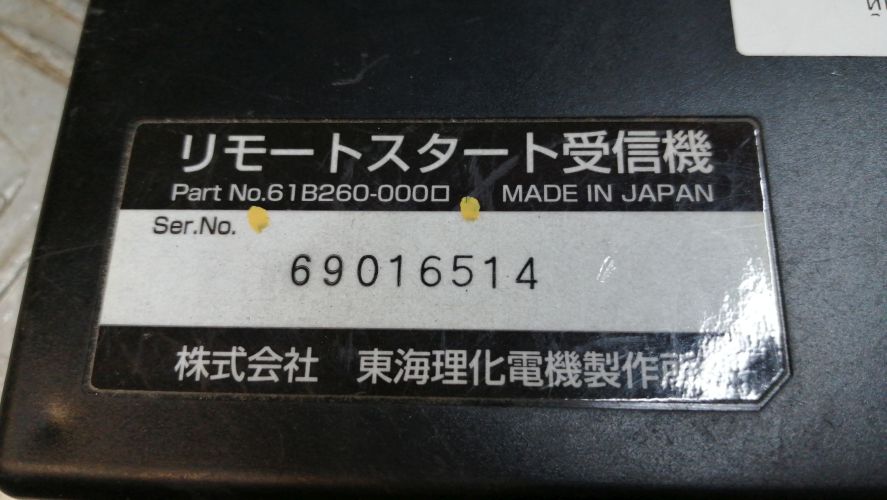 リモートスタート受信機
Part No.61B260-000□ MADE IN JAPAN
Ser.No.
69016514
株式会社 東海理化電機製作所